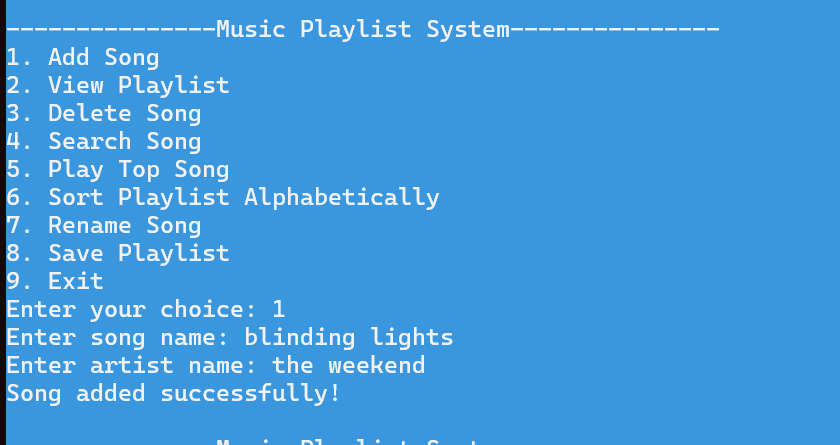 ---------------Music Playlist System---------------
1. Add Song
2. View Playlist
3. Delete Song
4. Search Song
5. Play Top Song
6. Sort Playlist Alphabetically
7. Rename Song
8. Save Playlist
9. Exit
Enter your choice: 1
Enter song name: blinding lights
Enter artist name: the weekend
Song added successfully!
Music Playlist